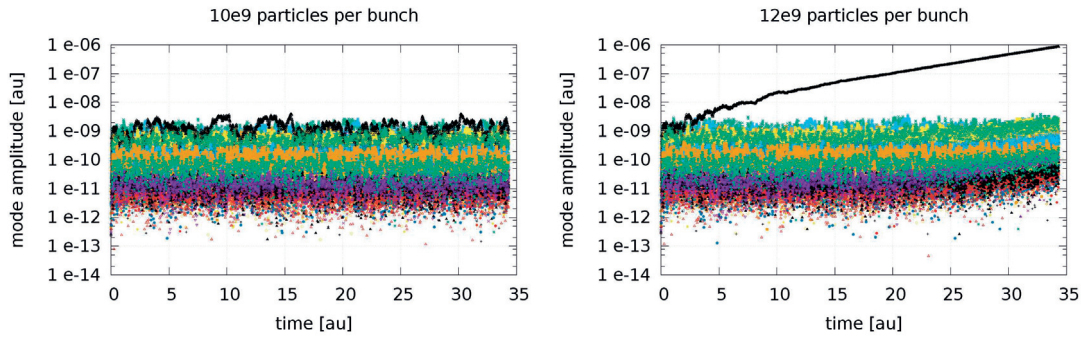 10e9 particles per bunch
mode amplitude [au]
1 e-06
1 e-07
1 e-08
1 e-09
1 e-10
1 e-11
1 e-12
1 e-13
1 e-14
0 5 10 15 20 25 30 35
time [au]
12e9 particles per bunch
mode amplitude [au]
1 e-06
1 e-07
1 e-08
1 e-09
1 e-10
1 e-11
1 e-12
1 e-13
1 e-14
0 5 10 15 20 25 30 35
time [au]